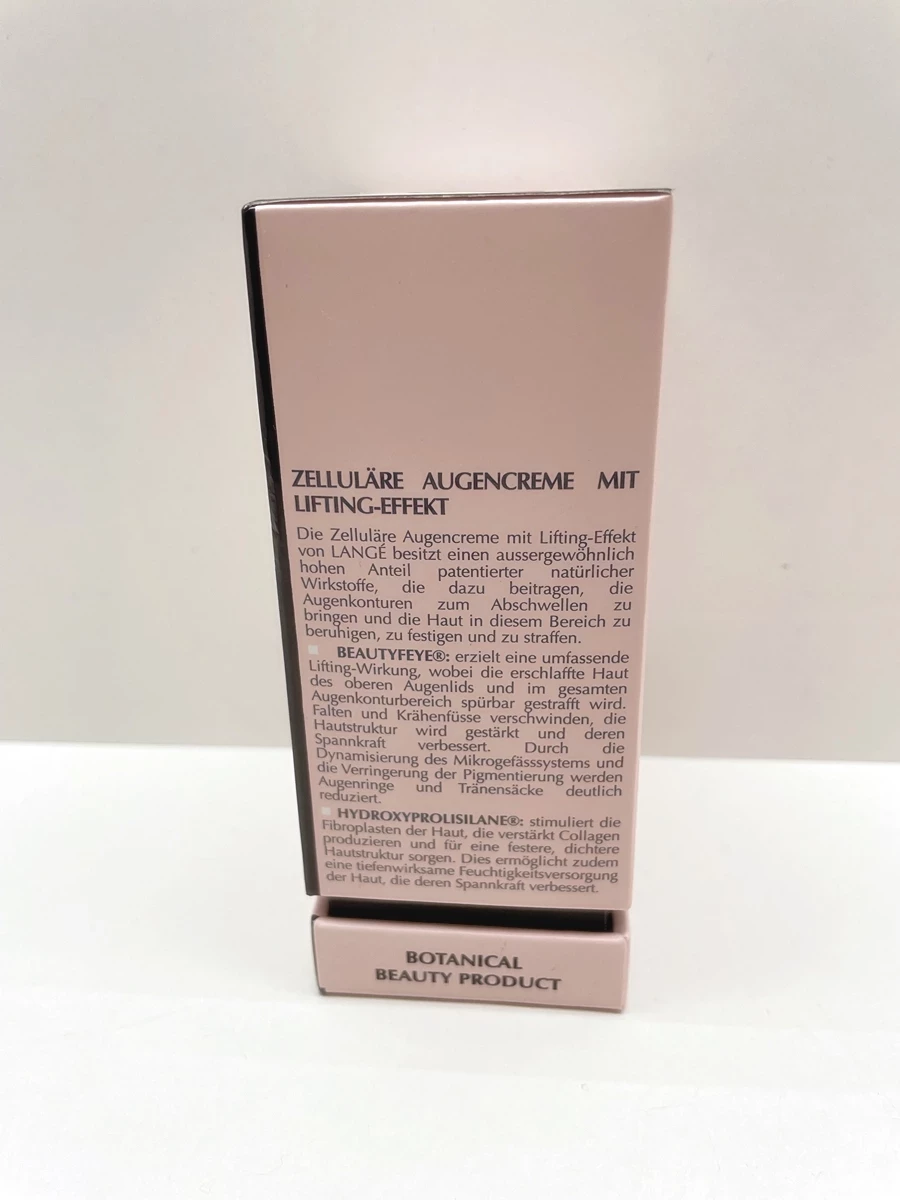 ZELLULÄRE AUGENCREME MIT
LIFTING-EFFEKT
Die Zelluläre Augencreme mit Lifting-Effekt
von LANGÉ besitzt einen aussergewöhnlich
hohen Anteil patentierter natürlicher
Wirkstoffe, die dazu beitragen, die
Augenkonturen zum Abschwellen zu
bringen und die Haut in diesem Bereich zu
beruhigen, zu festigen und zu straffen.
BEAUTYFEYE®: erzielt eine umfassende
Lifting-Wirkung, wobei die erschlaffte Haut
des oberen Augenlids und im gesamten
Augenkonturbereich spürbar gestrafft wird.
Falten und Krähenfüsse verschwinden, die
Hautstruktur wird gestärkt und deren
Spannkraft verbessert. Durch die
Dynamisierung des Mikrogefässsystems und
die Verringerung der Pigmentierung werden
Augenringe und Tränensäcke deutlich
reduziert.
HYDROXYPROLISILANE®: stimuliert die
Fibroplasten der Haut, die verstärkt Collagen
produzieren und für eine festere, dichtere
Hautstruktur sorgen. Dies ermöglicht zudem
eine tiefenwirksame Feuchtigkeitsversorgung
der Haut, die deren Spannkraft verbessert.
BOTANICAL
BEAUTY PRODUCT